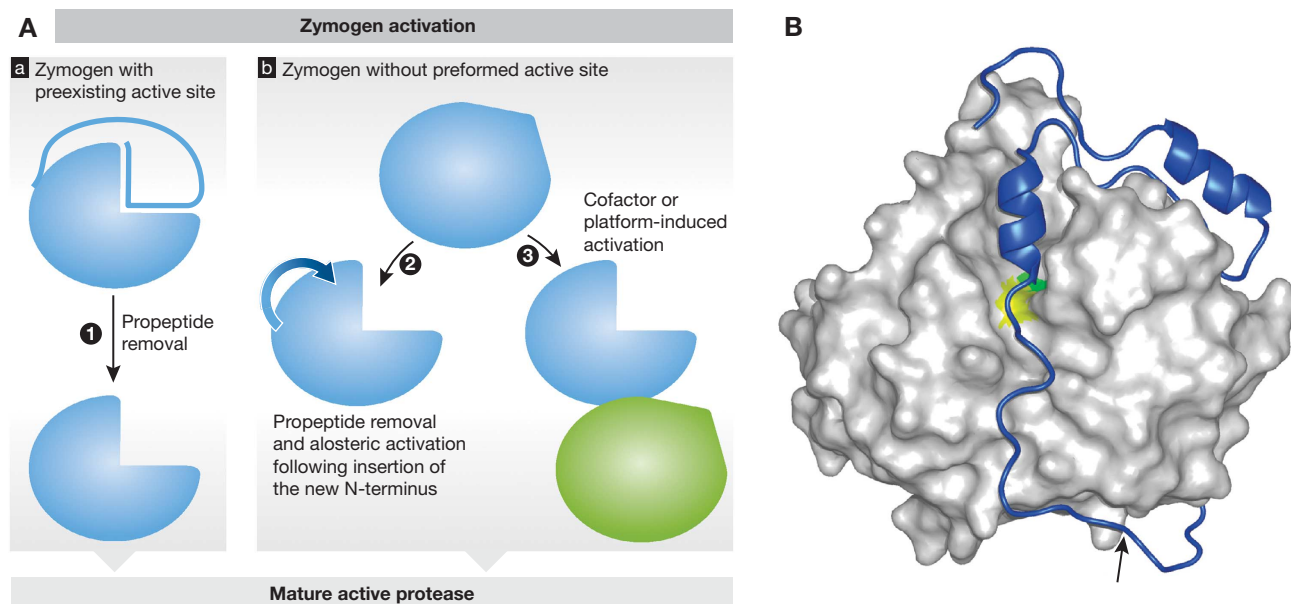 A
Zymogen activation
a Zymogen with
preexisting active site
b Zymogen without preformed active site
Cofactor or
platform-induced
activation
2
3
1 Propeptide
removal
Propeptide removal
and alosteric activation
following insertion of
the new N-terminus
Mature active protease
B